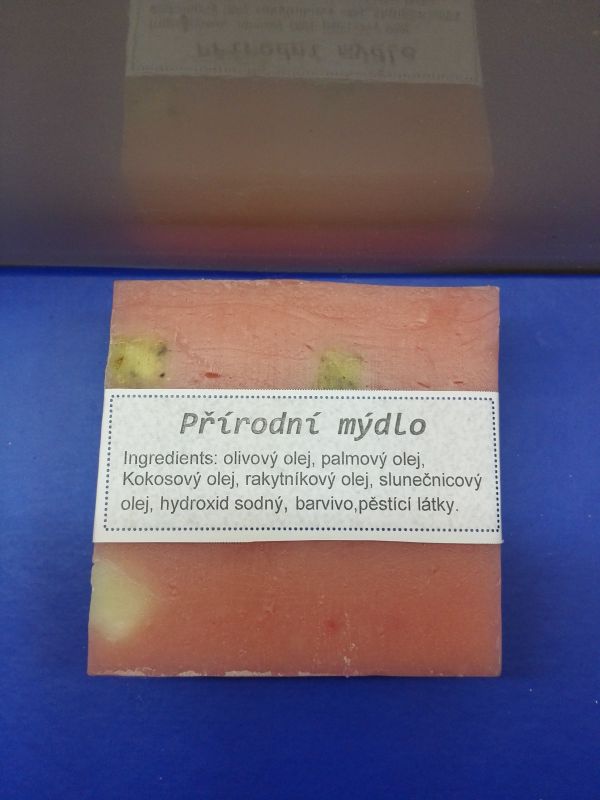 Přírodní mýdlo
Ingredients: olivový olej, palmový olej,
Kokosový olej, rakytníkový olej, slunečnicový
olej, hydroxid sodný, barvivo,pěstící látky.